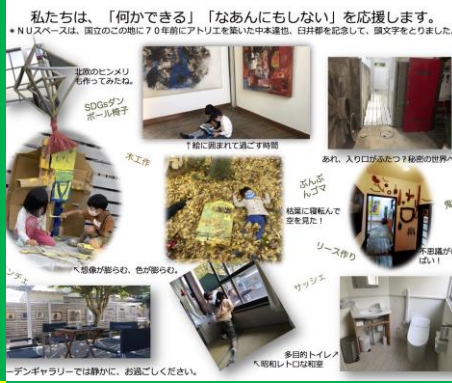 私たちは、「何かできる」「なあんにもしない」を応援します。
*NUスペースは、国立のこの地に70年前にアトリエを築いた中本達也、臼井都を記念して、頭文字をとりました。
北欧のヒンメリ
も作ってみたね。
SDGsダン
ボール椅子
↑絵に囲まれて過ごす時間
あれ、入り口がふたつ？秘密の世界へ
木工作
ぶんぶ
んゴマ
枯葉に寝転んで
空を見た！
リース作り
不思議が
ぱい！
↖想像が膨らむ、色が膨らむ。
サッシェ
ンチェ
多目的トイレ↗
↖昭和レトロな和室
ーデンギャラリーでは静かに、お過ごしください。